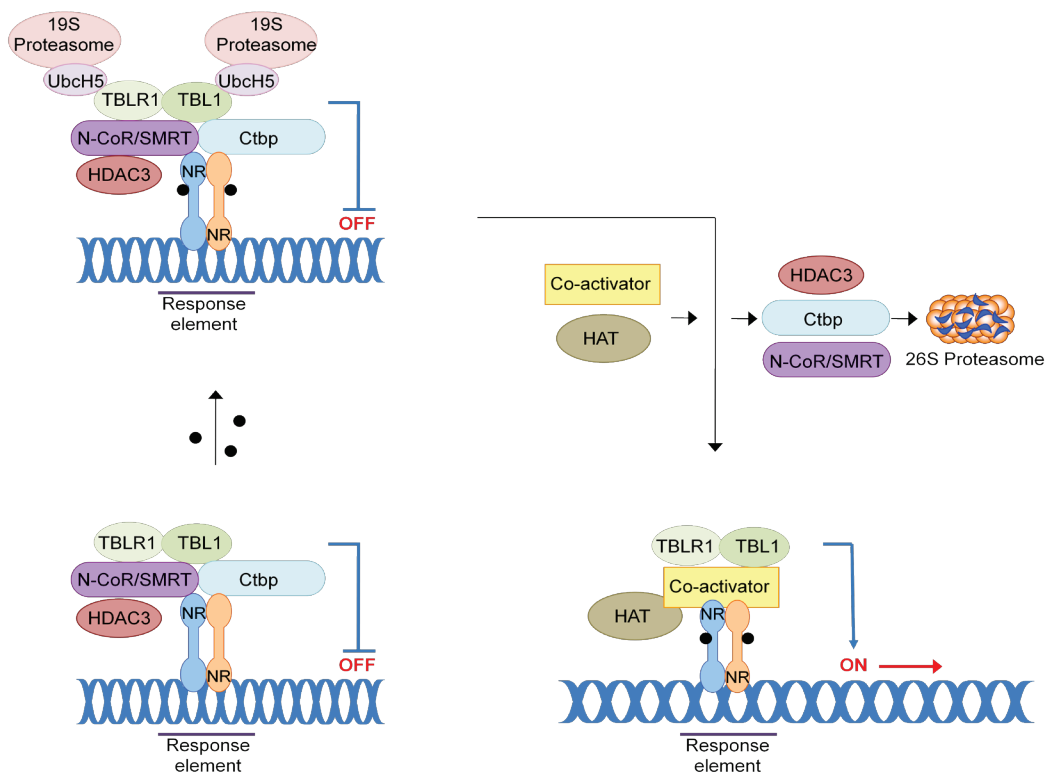 19S
Proteasome
19S
Proteasome
UbcH5
UbcH5
TBLR1
TBL1
N-CoR/SMRT
Ctbp
HDAC3
NR
NR
OFF
Response
element
Co-activator
HAT
HDAC3
Ctbp
N-CoR/SMRT
26S Proteasome
TBLR1
TBL1
N-CoR/SMRT
Ctbp
HDAC3
NR
NR
OFF
Response
element
TBLR1
TBL1
Co-activator
HAT
NR
NR
ON
Response
element